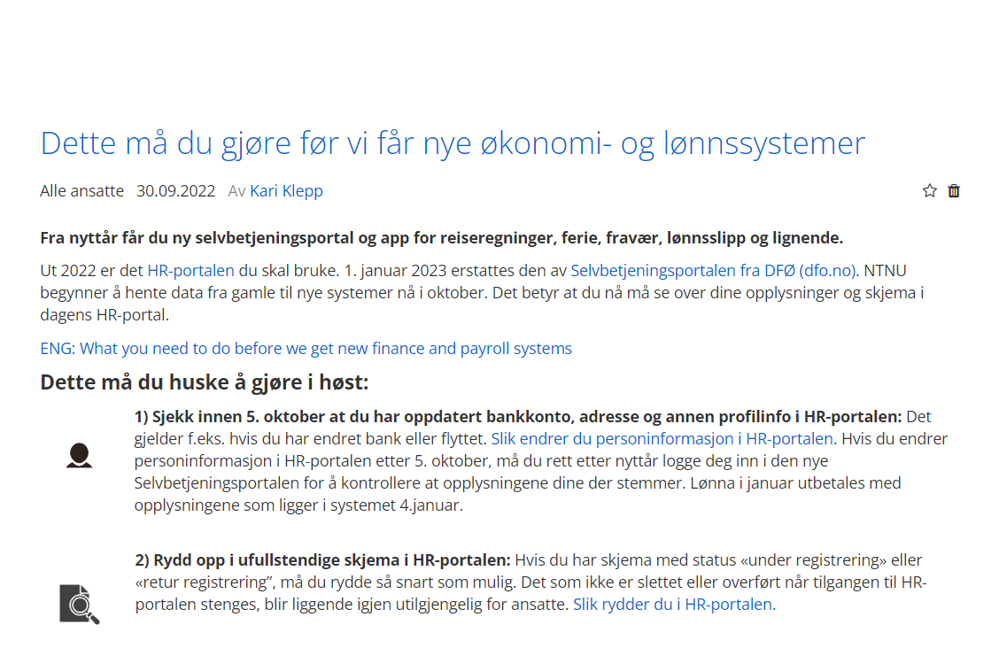 Dette må du gjøre før vi får nye økonomi- og lønnssystemer
Alle ansatte 30.09.2022 Av Kari Klepp
Fra nyttår får du ny selvbetjeningsportal og app for reiseregninger, ferie, fravær, lønnsslipp og lignende.
Ut 2022 er det HR-portalen du skal bruke. 1. januar 2023 erstattes den av Selvbetjeningsportalen fra DFØ (dfo.no). NTNU
begynner å hente data fra gamle til nye systemer nå i oktober. Det betyr at du nå må se over dine opplysninger og skjema i
dagens HR-portal.
ENG: What you need to do before we get new finance and payroll systems
Dette må du huske å gjøre i høst:
1) Sjekk innen 5. oktober at du har oppdatert bankkonto, adresse og annen profilinfo i HR-portalen: Det
gjelder f.eks. hvis du har endret bank eller flyttet. Slik endrer du personinformasjon i HR-portalen. Hvis du endrer
personinformasjon i HR-portalen etter 5. oktober, må du rett etter nyttår logge deg inn i den nye
Selvbetjeningsportalen for å kontrollere at opplysningene dine der stemmer. Lønna i januar utbetales med
opplysningene som ligger i systemet 4.januar.
2) Rydd opp i ufullstendige skjema i HR-portalen: Hvis du har skjema med status «under registrering» eller
«retur registrering”, må du rydde så snart som mulig. Det som ikke er slettet eller overført når tilgangen til HR-
portalen stenges, blir liggende igjen utilgjengelig for ansatte. Slik rydder du i HR-portalen.